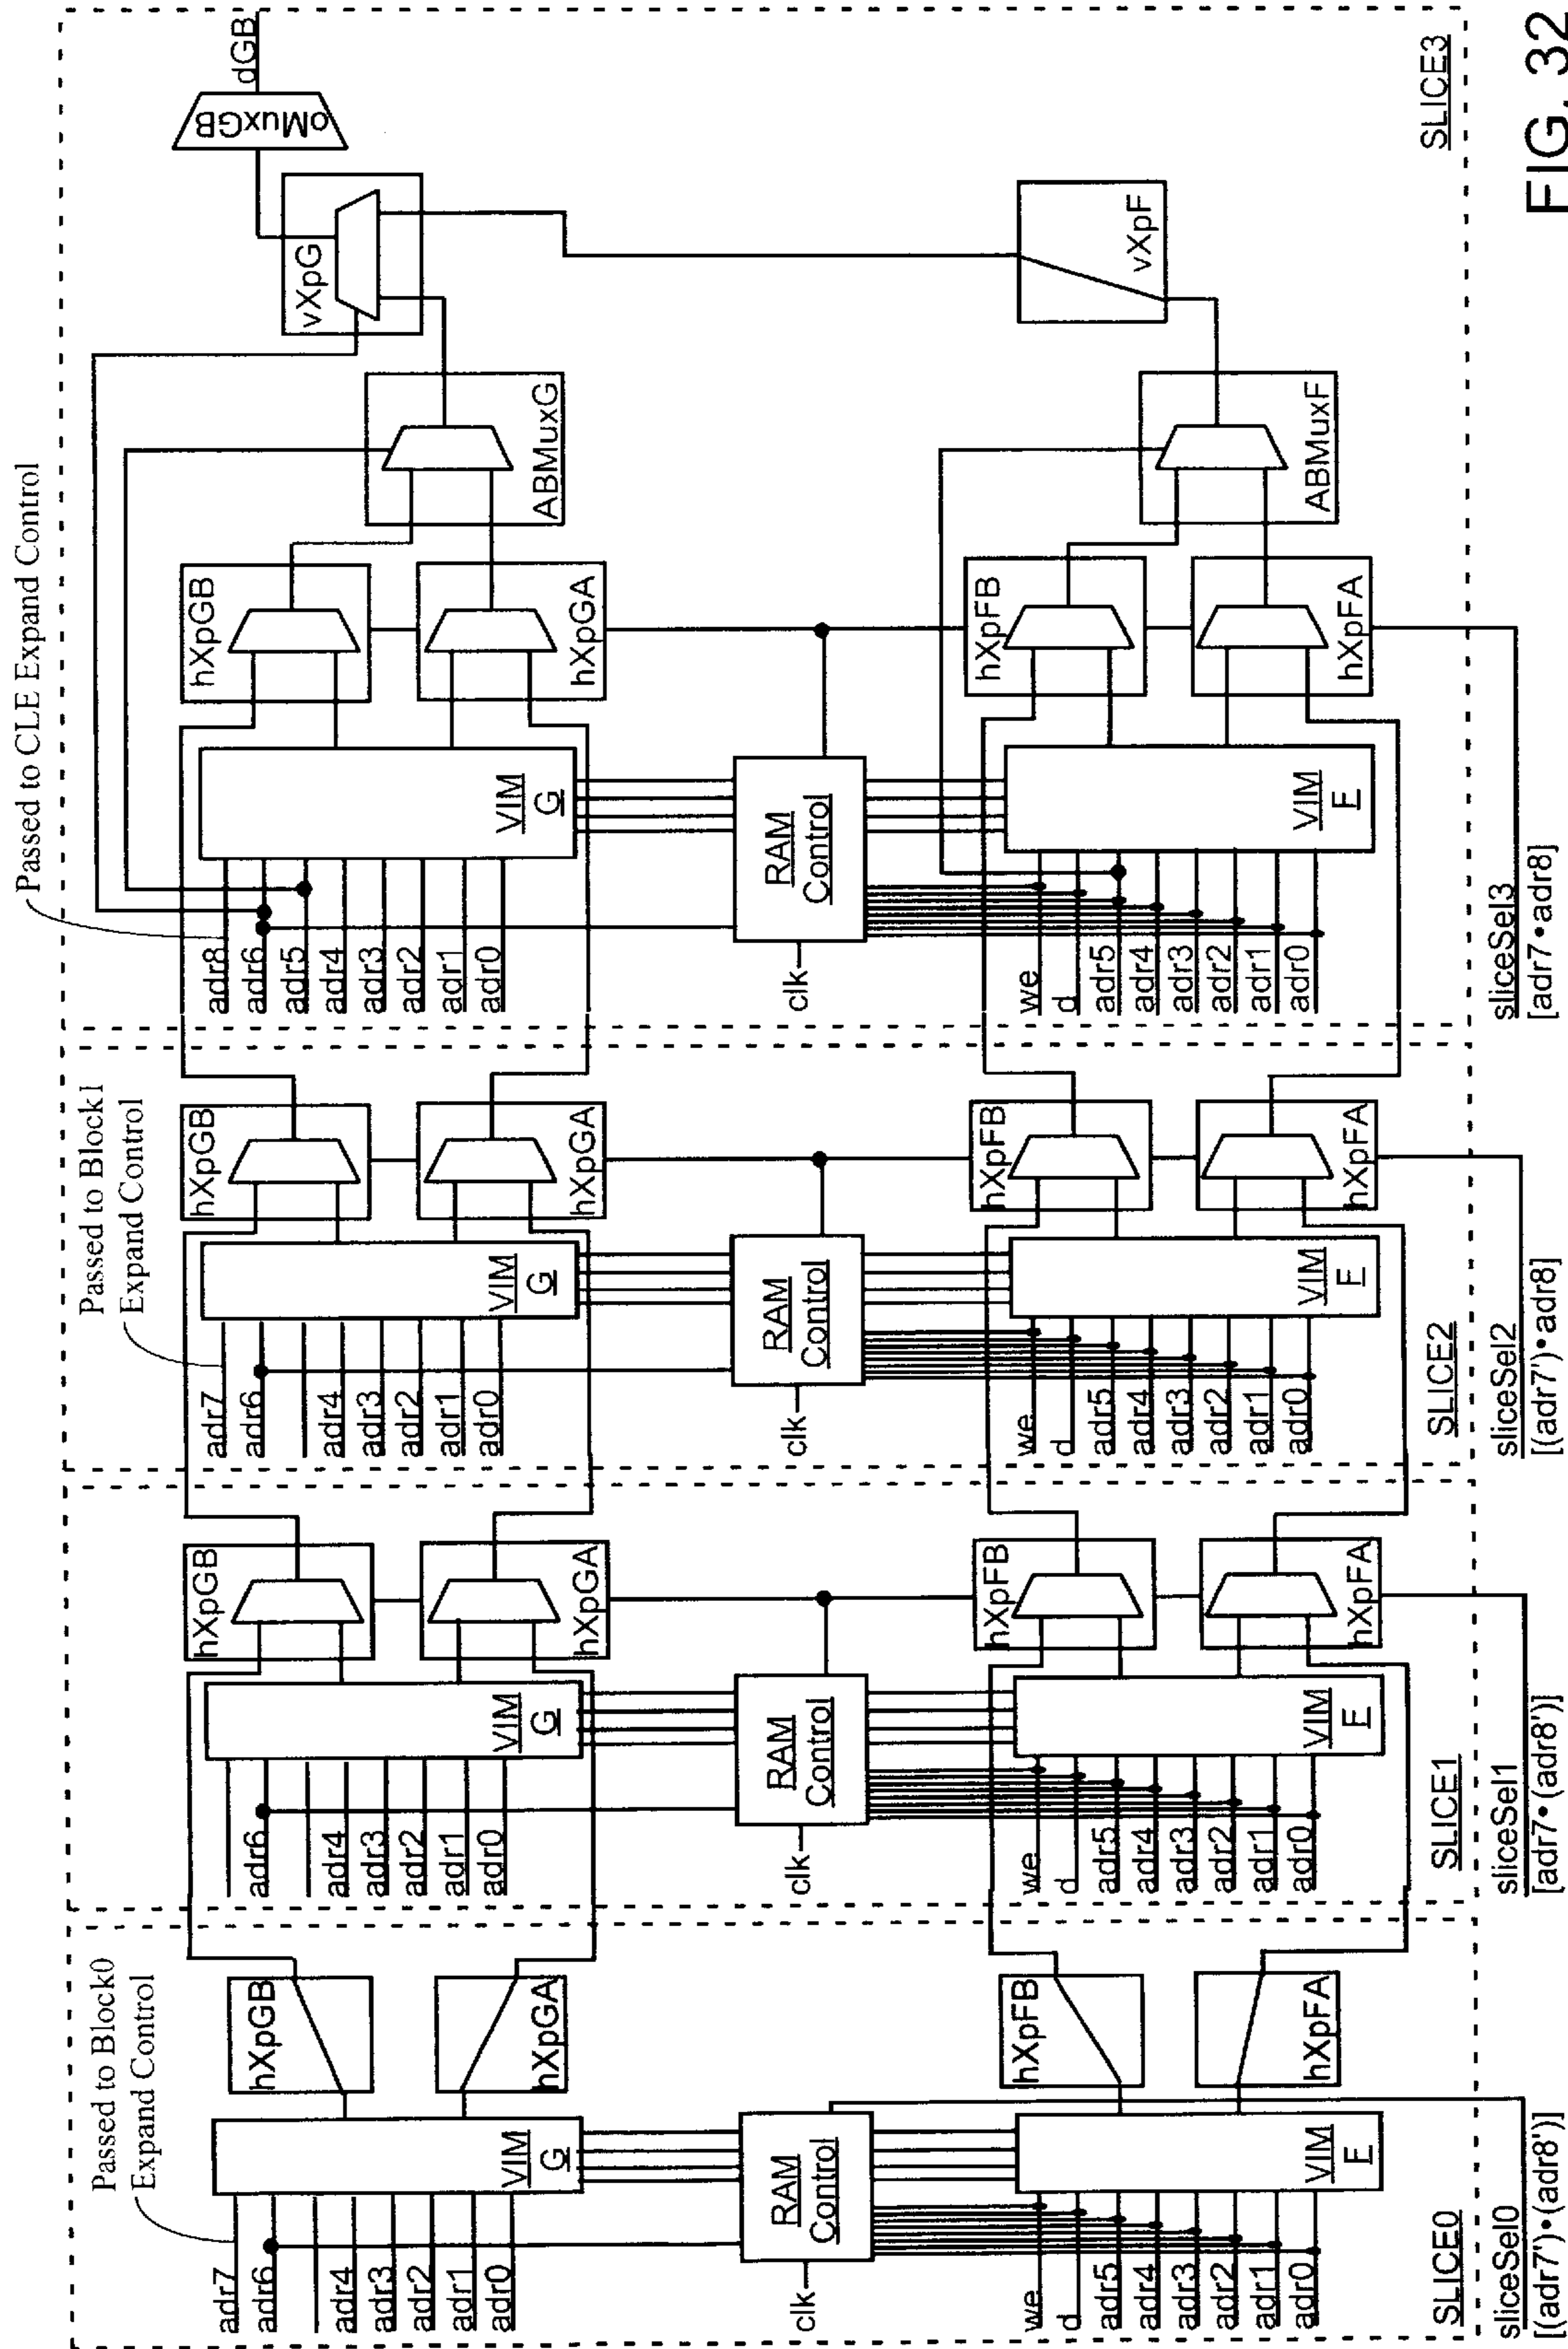 FIG. 32
Passed to Block0
Expand Control
adr7
adr6
adr4
adr3
adr2
adr1
adr0
VIM
G
hXpGB
hXpGA
clk
RAM
Control
we
d
adr5
adr4
adr3
adr2
adr1
adr0
VIM
F
hXpFB
hXpFA
SLICE0
sliceSel0
[(adr7')•(adr8')]
adr6
adr4
adr3
adr2
adr1
adr0
VIM
G
hXpGB
hXpGA
clk
RAM
Control
we
d
adr5
adr4
adr3
adr2
adr1
adr0
VIM
F
hXpFB
hXpFA
SLICE1
sliceSel1
[adr7•(adr8')]
Passed to Block1
Expand Control
adr7
adr6
adr4
adr3
adr2
adr1
adr0
VIM
G
hXpGB
hXpGA
clk
RAM
Control
we
d
adr5
adr4
adr3
adr2
adr1
adr0
VIM
F
hXpFB
hXpFA
SLICE2
sliceSel2
[(adr7')•adr8]
Passed to CLE Expand Control
adr8
adr6
adr5
adr4
adr3
adr2
adr1
adr0
VIM
G
hXpGB
hXpGA
ABMuxG
vXpG
oMuxGB
dGB
clk
RAM
Control
we
d
adr5
adr4
adr3
adr2
adr1
adr0
VIM
F
hXpFB
hXpFA
ABMuxF
vXpF
SLICE3
sliceSel3
[adr7•adr8]